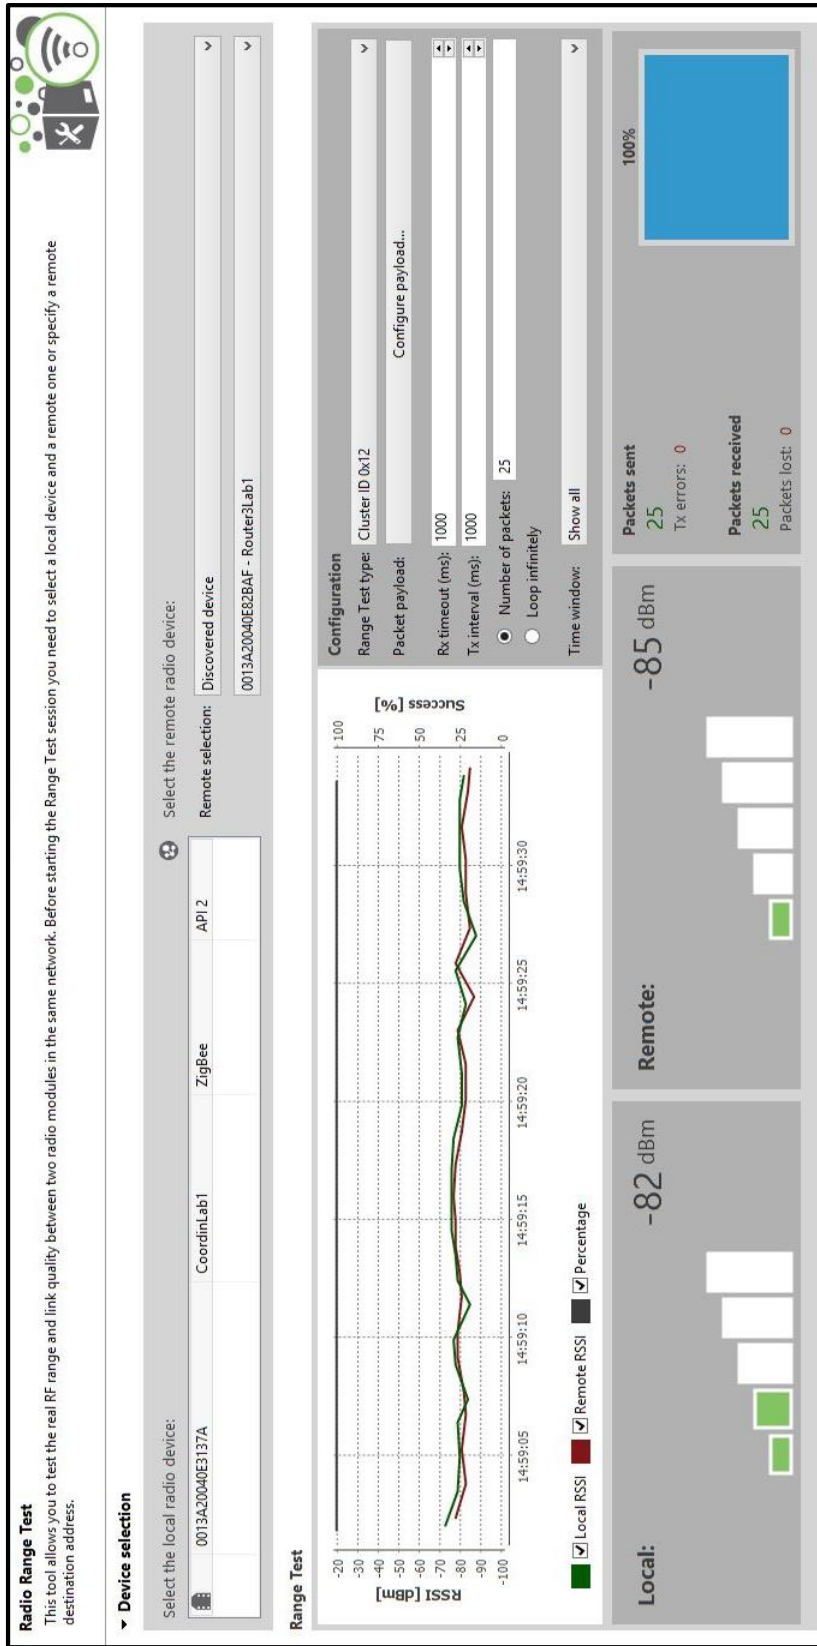 Radio Range Test
This tool allows you to test the real RF range and link quality between two radio modules in the same network. Before starting the Range Test session you need to select a local device and a remote one or specify a remote
destination address.
Device selection
Select the local radio device:
0013A20040E3137A CoordinLab1 ZigBee API 2
Select the remote radio device:
Remote selection: Discovered device
0013A20040E82BAF - Router3Lab1
Range Test
RSSI [dBm]
-20
-30
-40
-50
-60
-70
-80
-90
-100
14:59:05 14:59:10 14:59:15 14:59:20 14:59:25 14:59:30
100
75
50
25
0
Success [%]
Local RSSI Remote RSSI Percentage
Configuration
Range Test type: Cluster ID 0x12
Packet payload: Configure payload...
Rx timeout (ms): 1000
Tx interval (ms): 1000
Number of packets: 25
Loop infinitely
Time window: Show all
Local: -82 dBm
Remote: -85 dBm
Packets sent
25
Tx errors: 0
Packets received
25
Packets lost: 0
100%